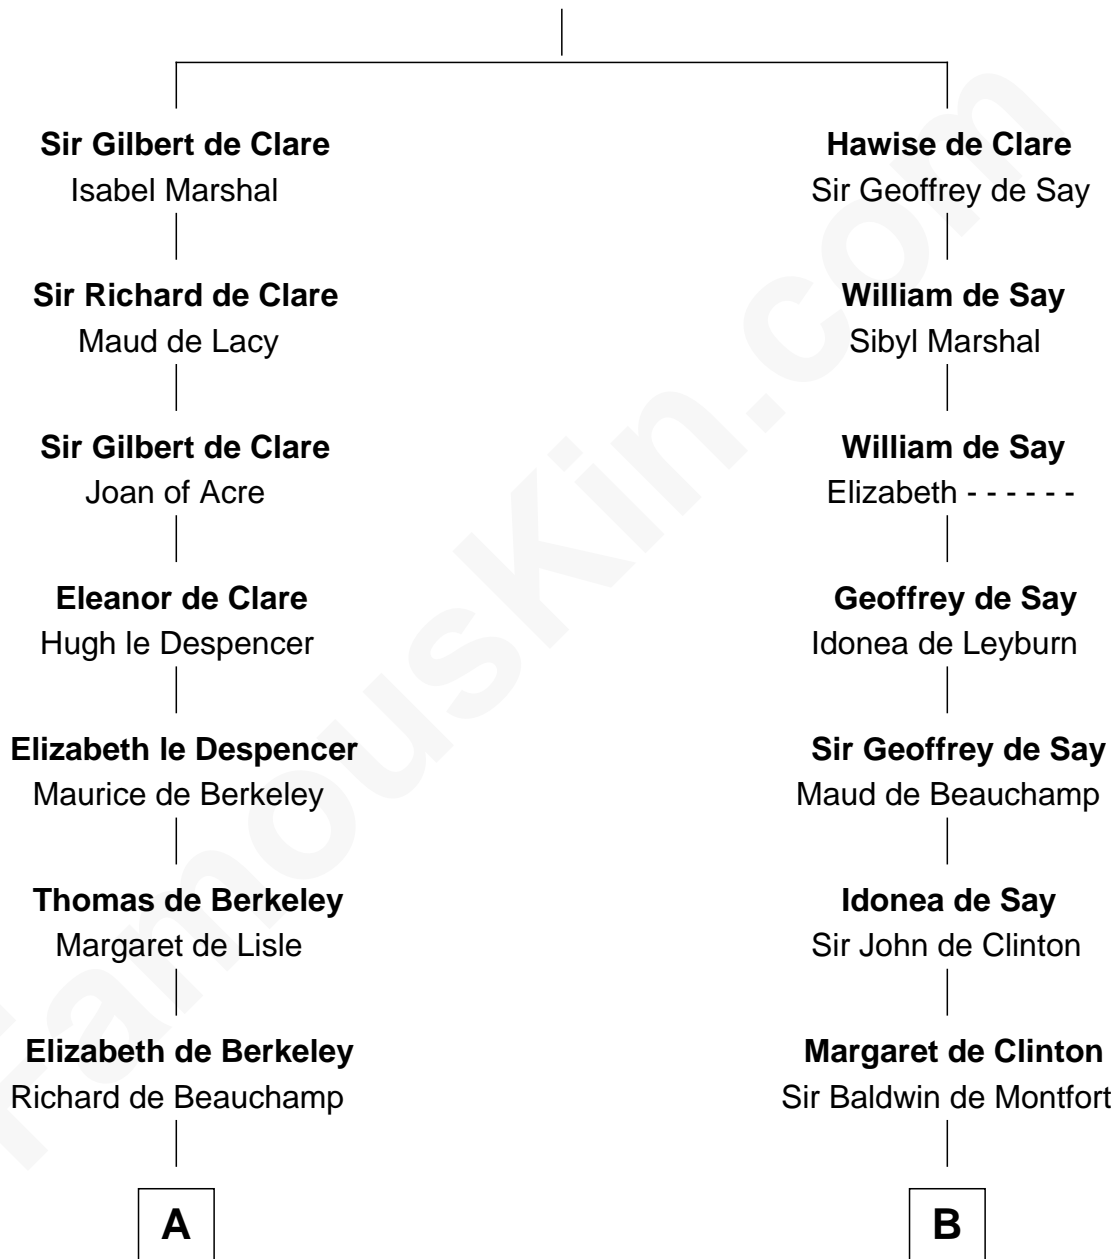 Sir Gilbert de Clare
Isabel Marshal
Sir Richard de Clare
Maud de Lacy
Sir Gilbert de Clare
Joan of Acre
Eleanor de Clare
Hugh le Despencer
Elizabeth le Despencer
Maurice de Berkeley
Thomas de Berkeley
Margaret de Lisle
Elizabeth de Berkeley
Richard de Beauchamp
A
Hawise de Clare
Sir Geoffrey de Say
William de Say
Sibyl Marshal
William de Say
Elizabeth - - - - - -
Geoffrey de Say
Idonea de Leyburn
Sir Geoffrey de Say
Maud de Beauchamp
Idonea de Say
Sir John de Clinton
Margaret de Clinton
Sir Baldwin de Montfort
B
FamousKin.com